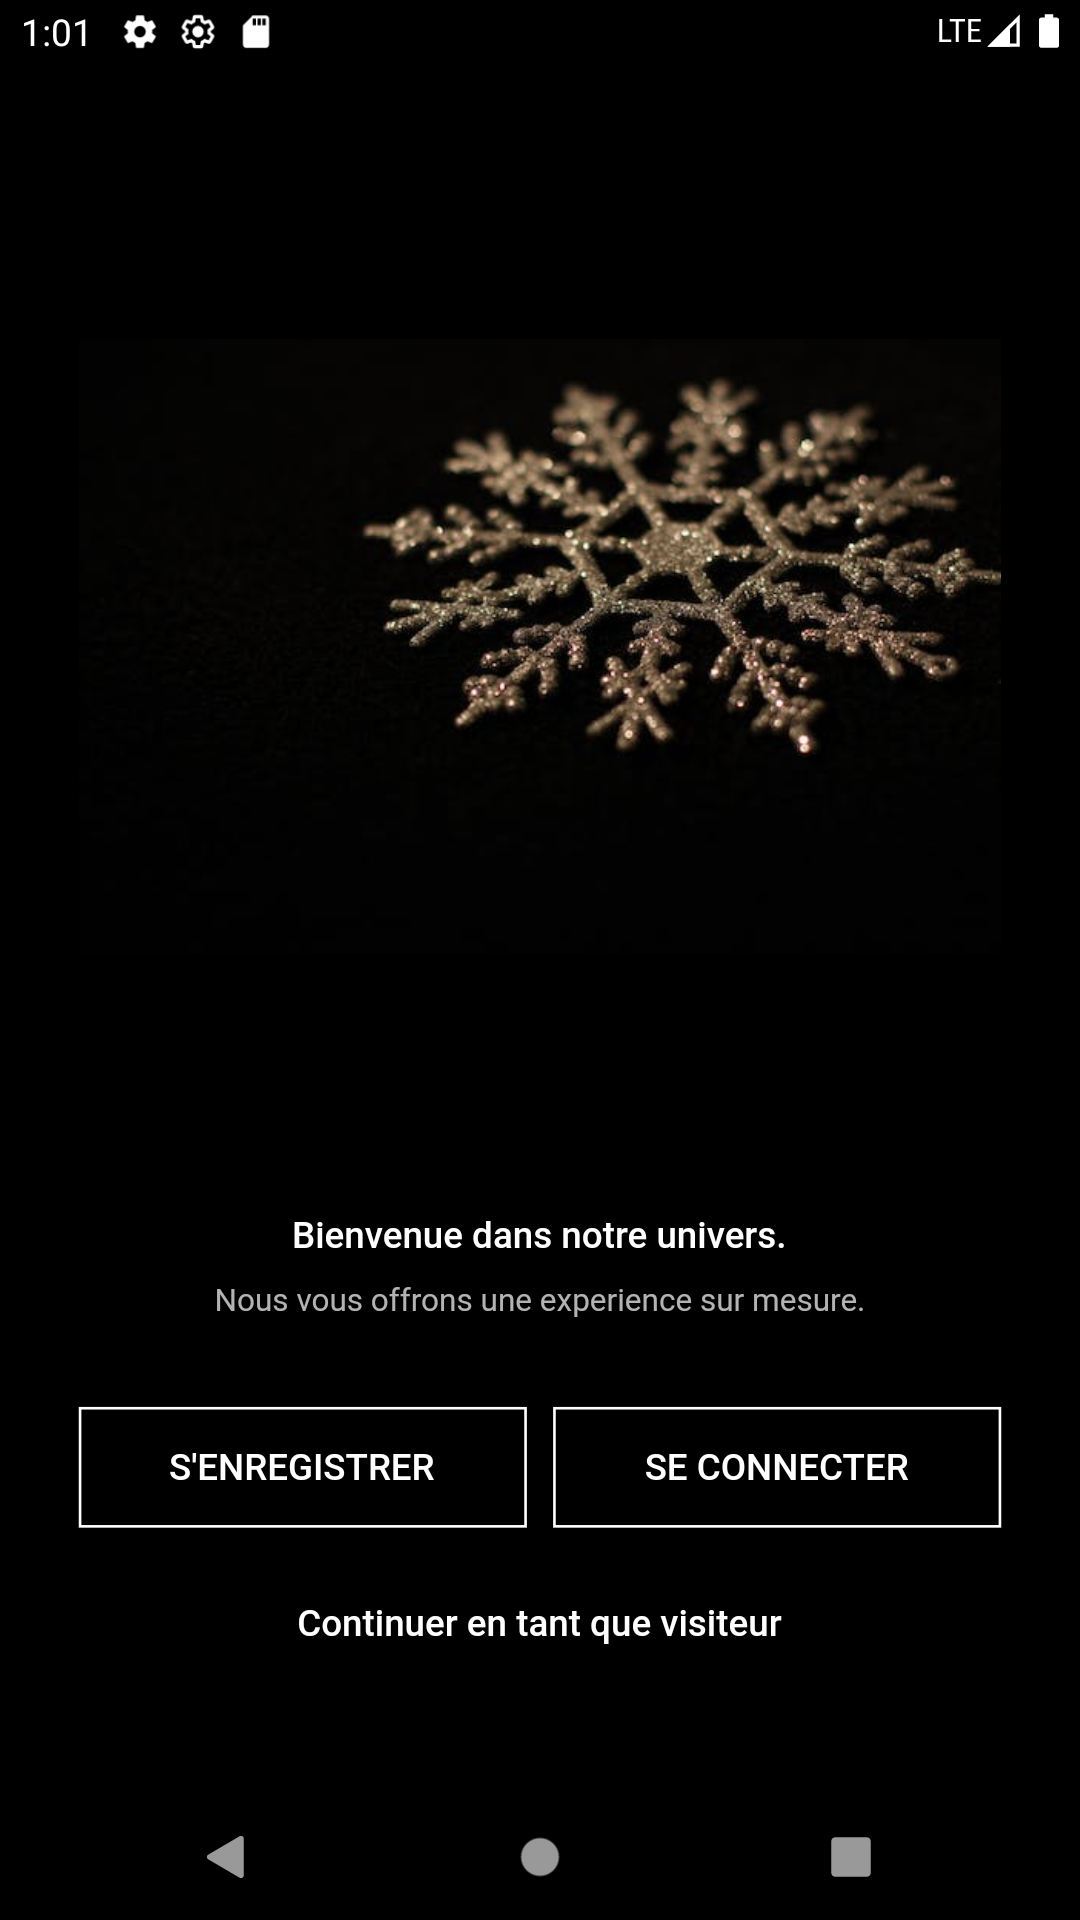 1:01 LTE
Bienvenue dans notre univers.
Nous vous offrons une experience sur mesure.
S'ENREGISTRER SE CONNECTER
Continuer en tant que visiteur